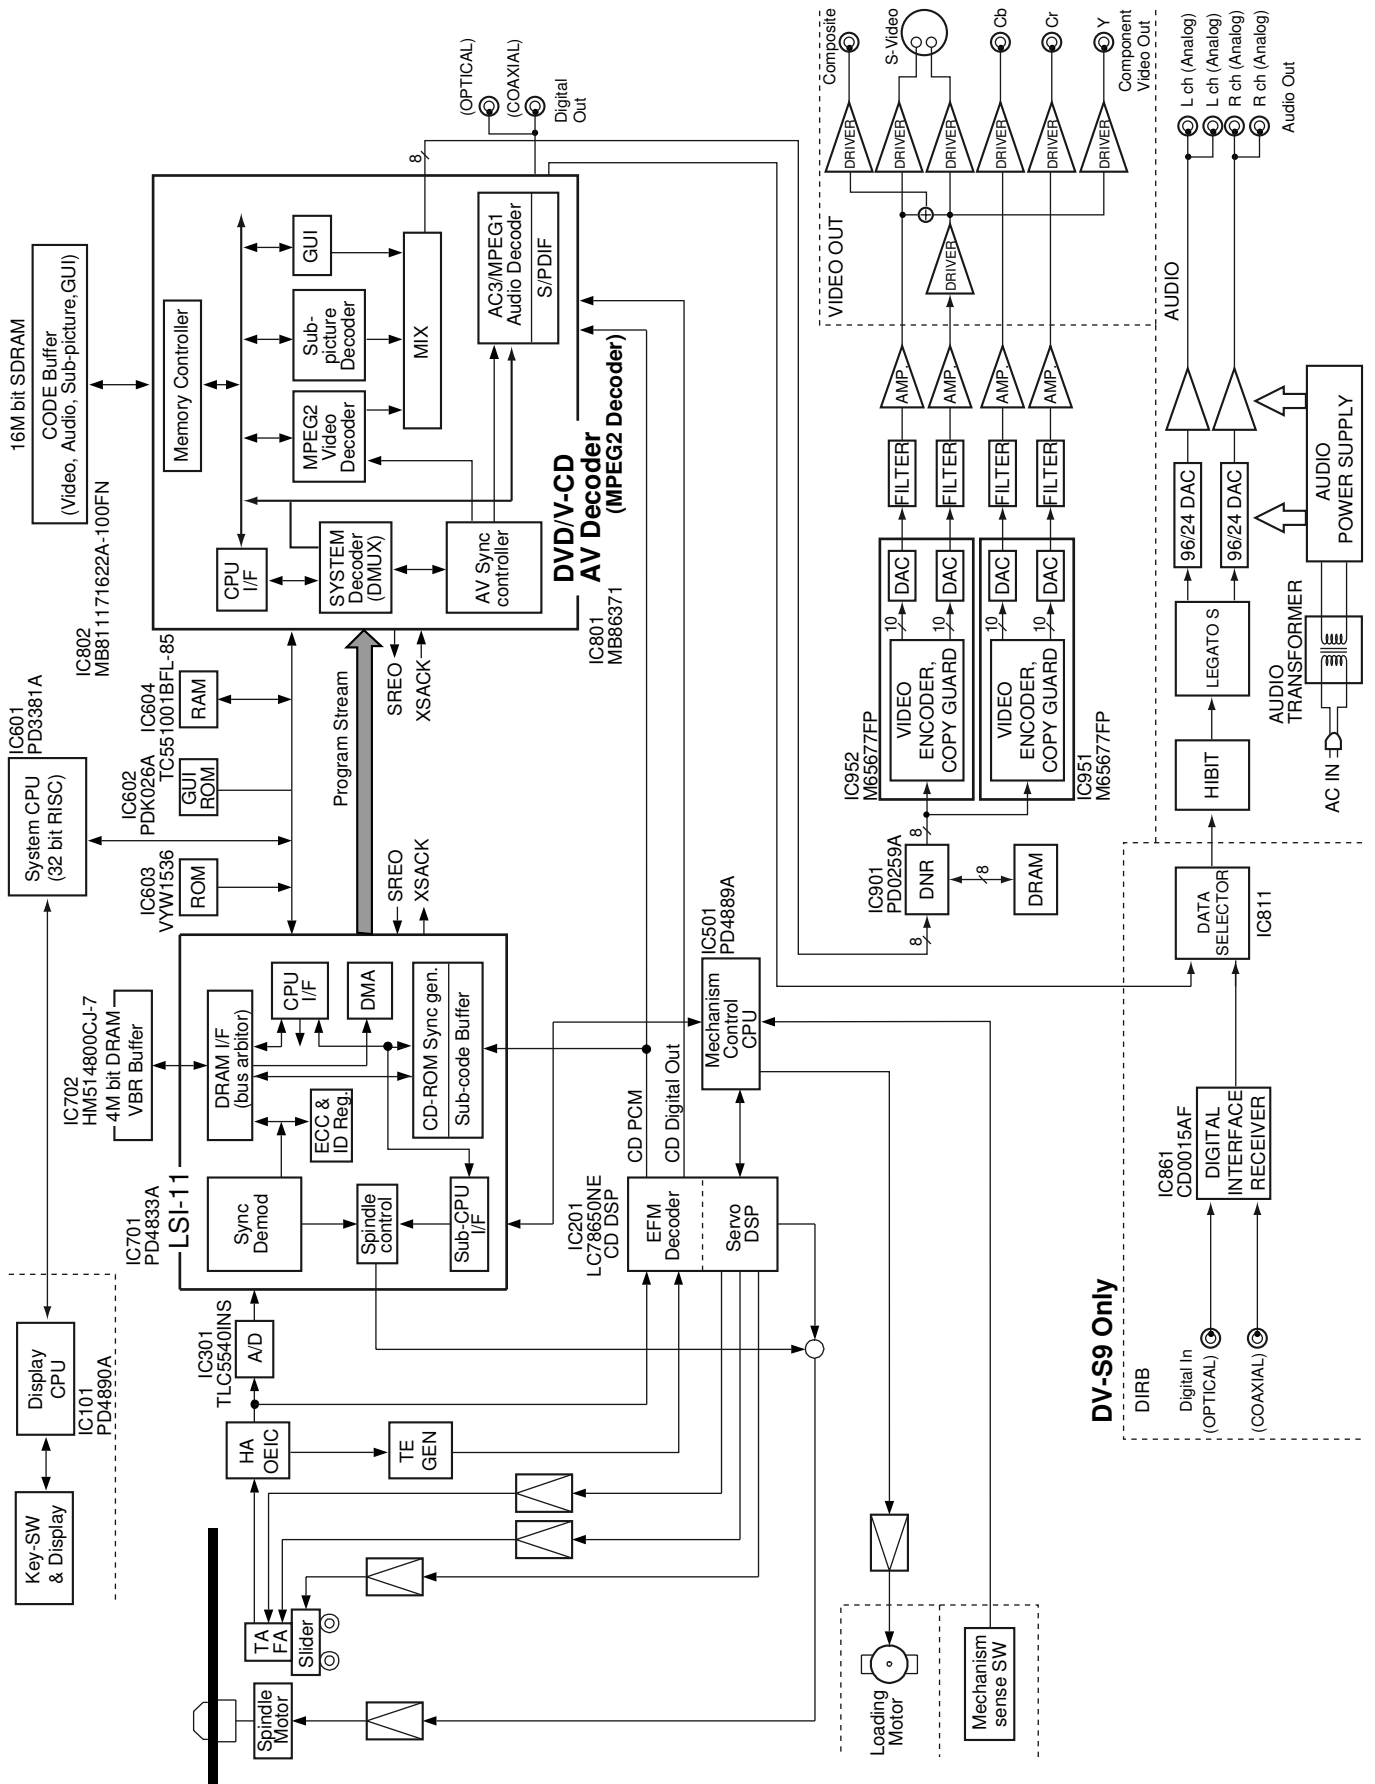 Key-SW
& Display
Display
CPU
IC101
PD4890A
System CPU
(32 bit RISC)
IC601
PD3381A
16M bit SDRAM
CODE Buffer
(Video, Audio, Sub-picture,GUI)
IC802
MB811171622A-100FN
IC702
HM514800CJ-7
4M bit DRAM
VBR Buffer
IC603
VYW1536
ROM
IC602
PDK026A
GUI
ROM
IC604
TC551001BFL-85
RAM
IC701
PD4833A
LSI-11
DRAM I/F
(bus arbitor)
CPU
I/F
DMA
ECC &
ID Reg.
CD-ROM Sync gen.
Sub-code Buffer
Sync
Demod
Spindle
control
Sub-CPU
I/F
IC301
TLC5540INS
A/D
HA
OEIC
TE
GEN
TA
FA
Slider
Spindle
Motor
Program Stream
SREO
XSACK
SREO
XSACK
Memory Controller
CPU
I/F
SYSTEM
Decoder
(DMUX)
MPEG2
Video
Decoder
Sub-
picture
Decoder
GUI
MIX
AV Sync
controller
AC3/MPEG1
Audio Decoder
S/PDIF
DVD/V-CD
AV Decoder
(MPEG2 Decoder)
IC801
MB86371
8
(OPTICAL)
(COAXIAL)
Digital
Out
IC201
LC78650NE
CD DSP
EFM
Decoder
Servo
DSP
CD PCM
CD Digital Out
IC501
PD4889A
Mechanism
Control
CPU
Loading
Motor
Mechanism
sense SW
IC901
PD0259A
8
DNR
8
8
DRAM
IC952
M65677FP
VIDEO
ENCODER,
COPY GUARD
10
10
DAC
DAC
VIDEO
ENCODER,
COPY GUARD
10
10
DAC
DAC
IC951
M65677FP
FILTER
FILTER
FILTER
FILTER
AMP.
AMP.
AMP.
AMP.
VIDEO OUT
DRIVER
DRIVER
DRIVER
DRIVER
DRIVER
DRIVER
DRIVER
Composite
S-Video
Cb
Cr
Y
Component
Video Out
DV-S9 Only
DIRB
Digital In
(OPTICAL)
(COAXIAL)
IC861
CD0015AF
DIGITAL
INTERFACE
RECEIVER
DATA
SELECTOR
IC811
HIBIT
LEGATO S
96/24 DAC
96/24 DAC
AUDIO
L ch (Analog)
L ch (Analog)
R ch (Analog)
R ch (Analog)
Audio Out
AC IN
AUDIO
TRANSFORMER
AUDIO
POWER SUPPLY